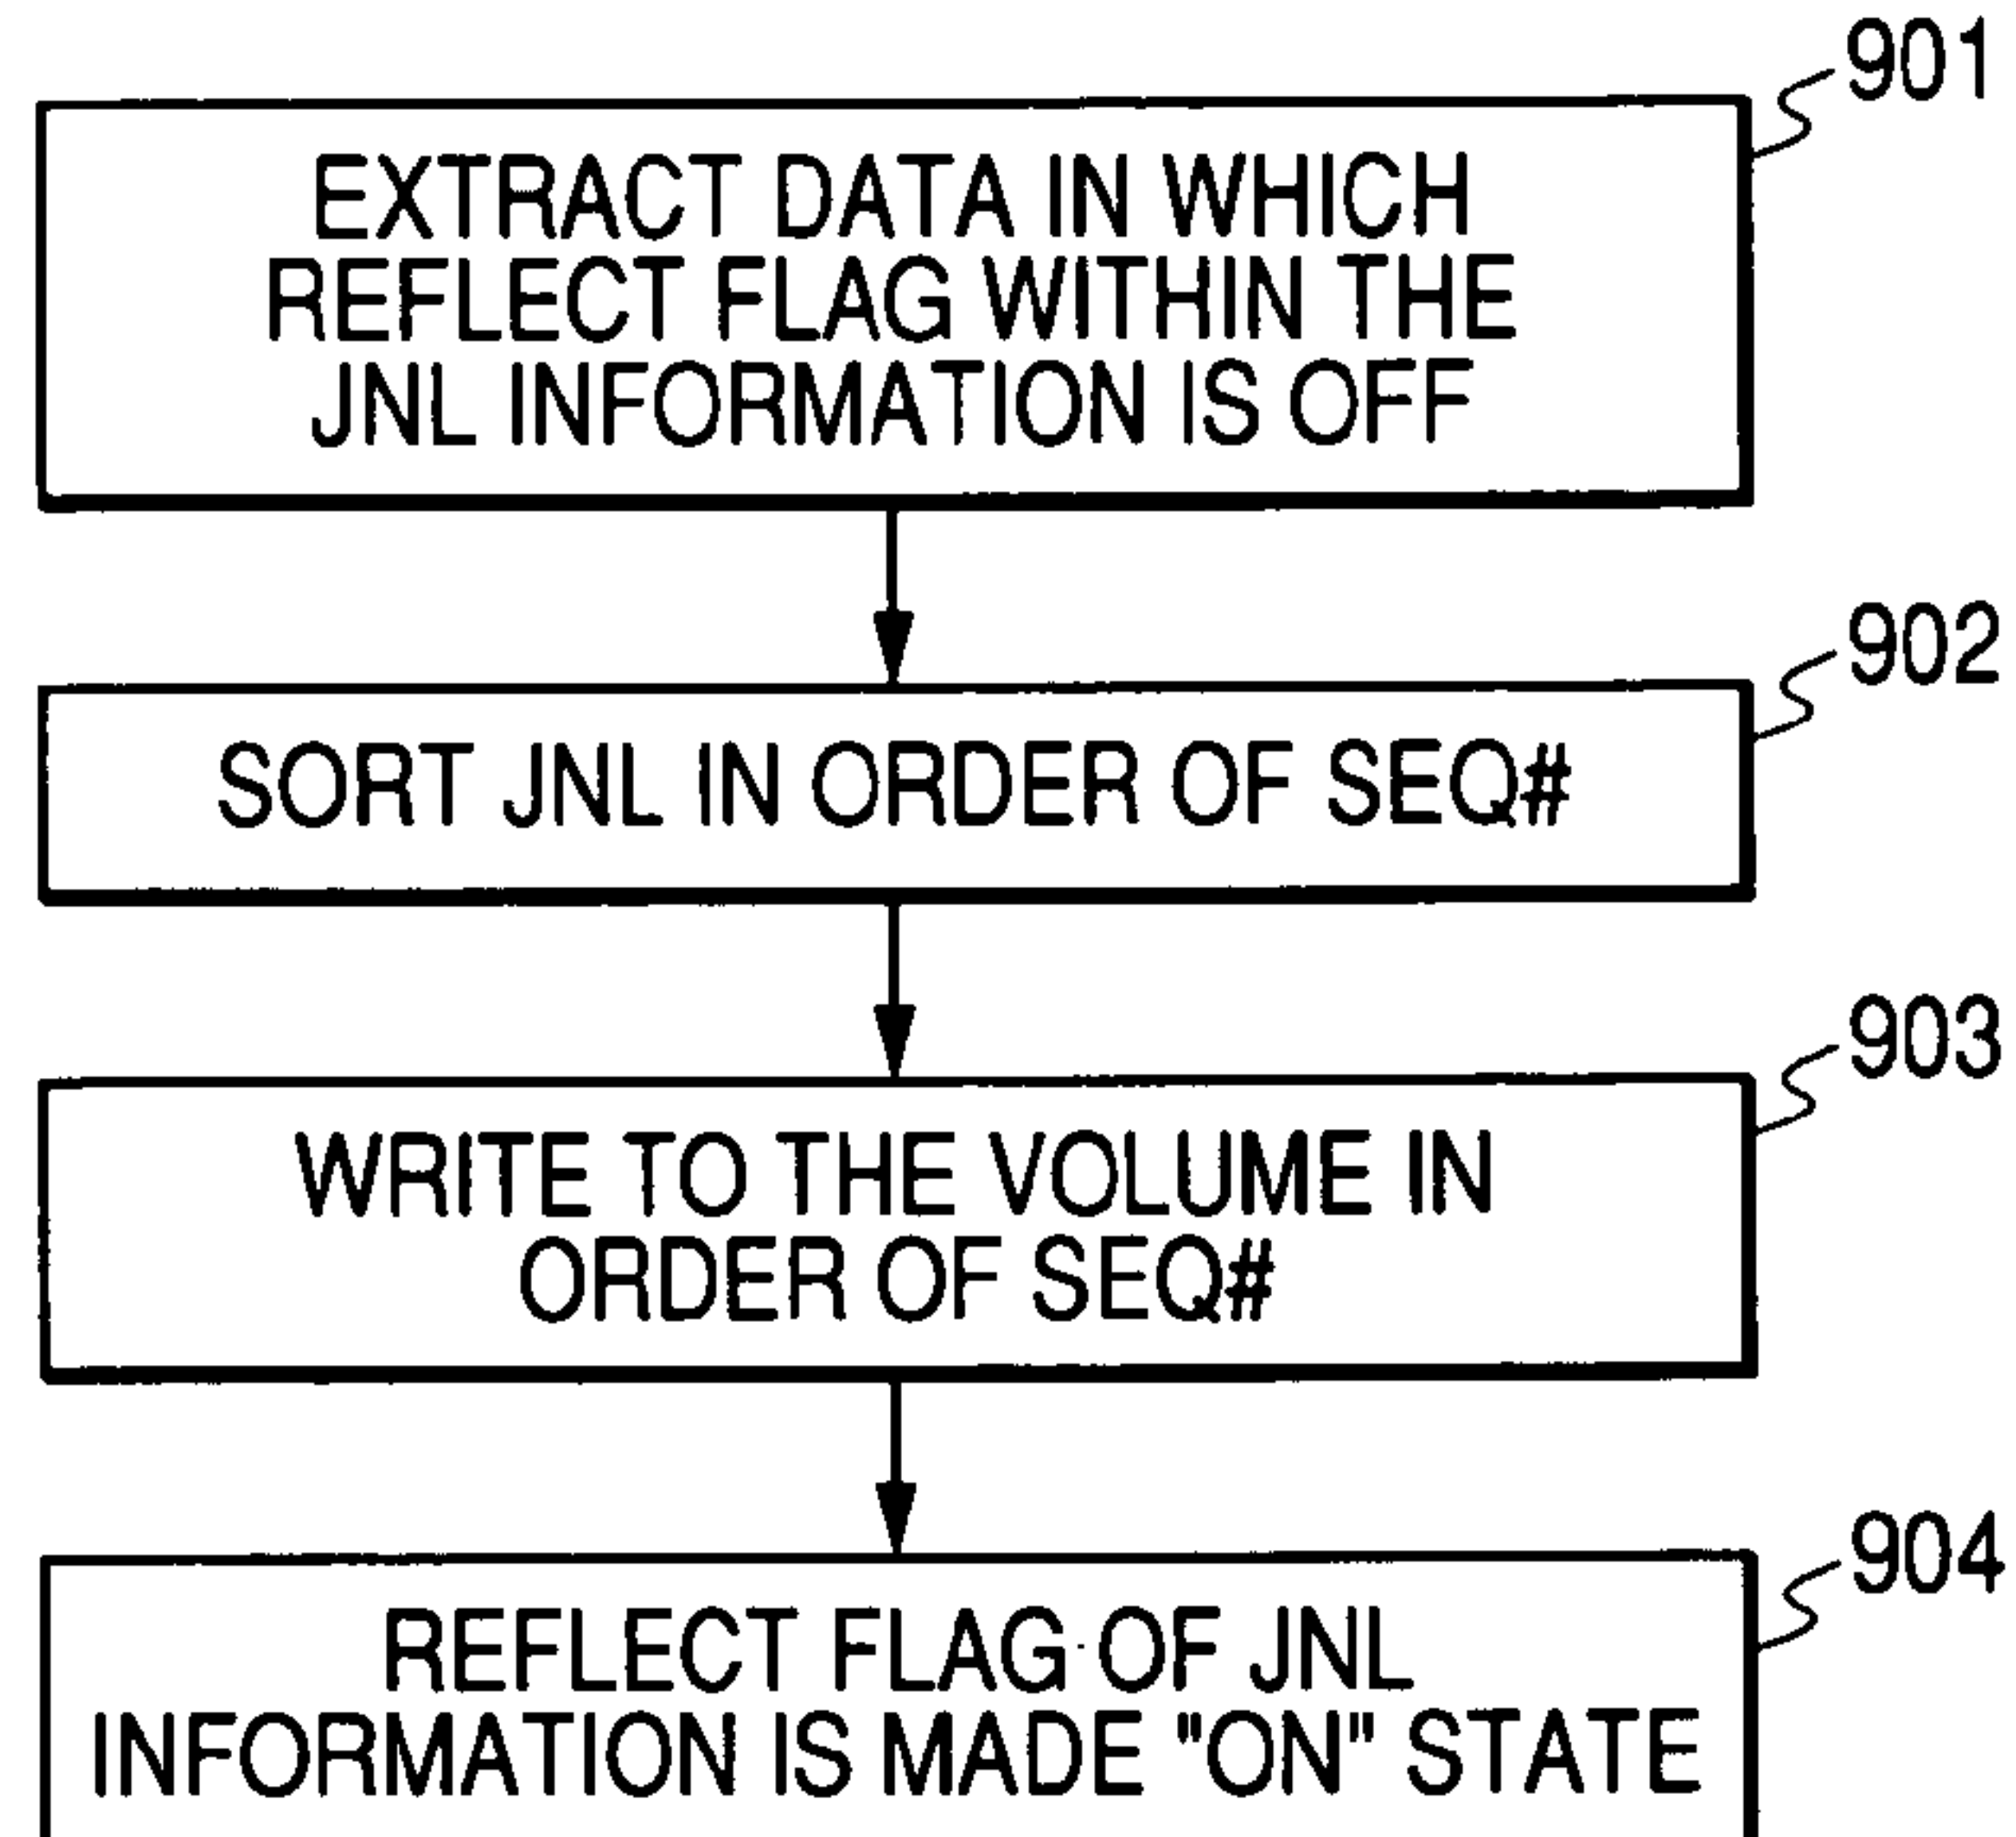 901
EXTRACT DATA IN WHICH
REFLECT FLAG WITHIN THE
JNL INFORMATION IS OFF
902
SORT JNL IN ORDER OF SEQ#
903
WRITE TO THE VOLUME IN
ORDER OF SEQ#
904
REFLECT FLAG OF JNL
INFORMATION IS MADE "ON" STATE